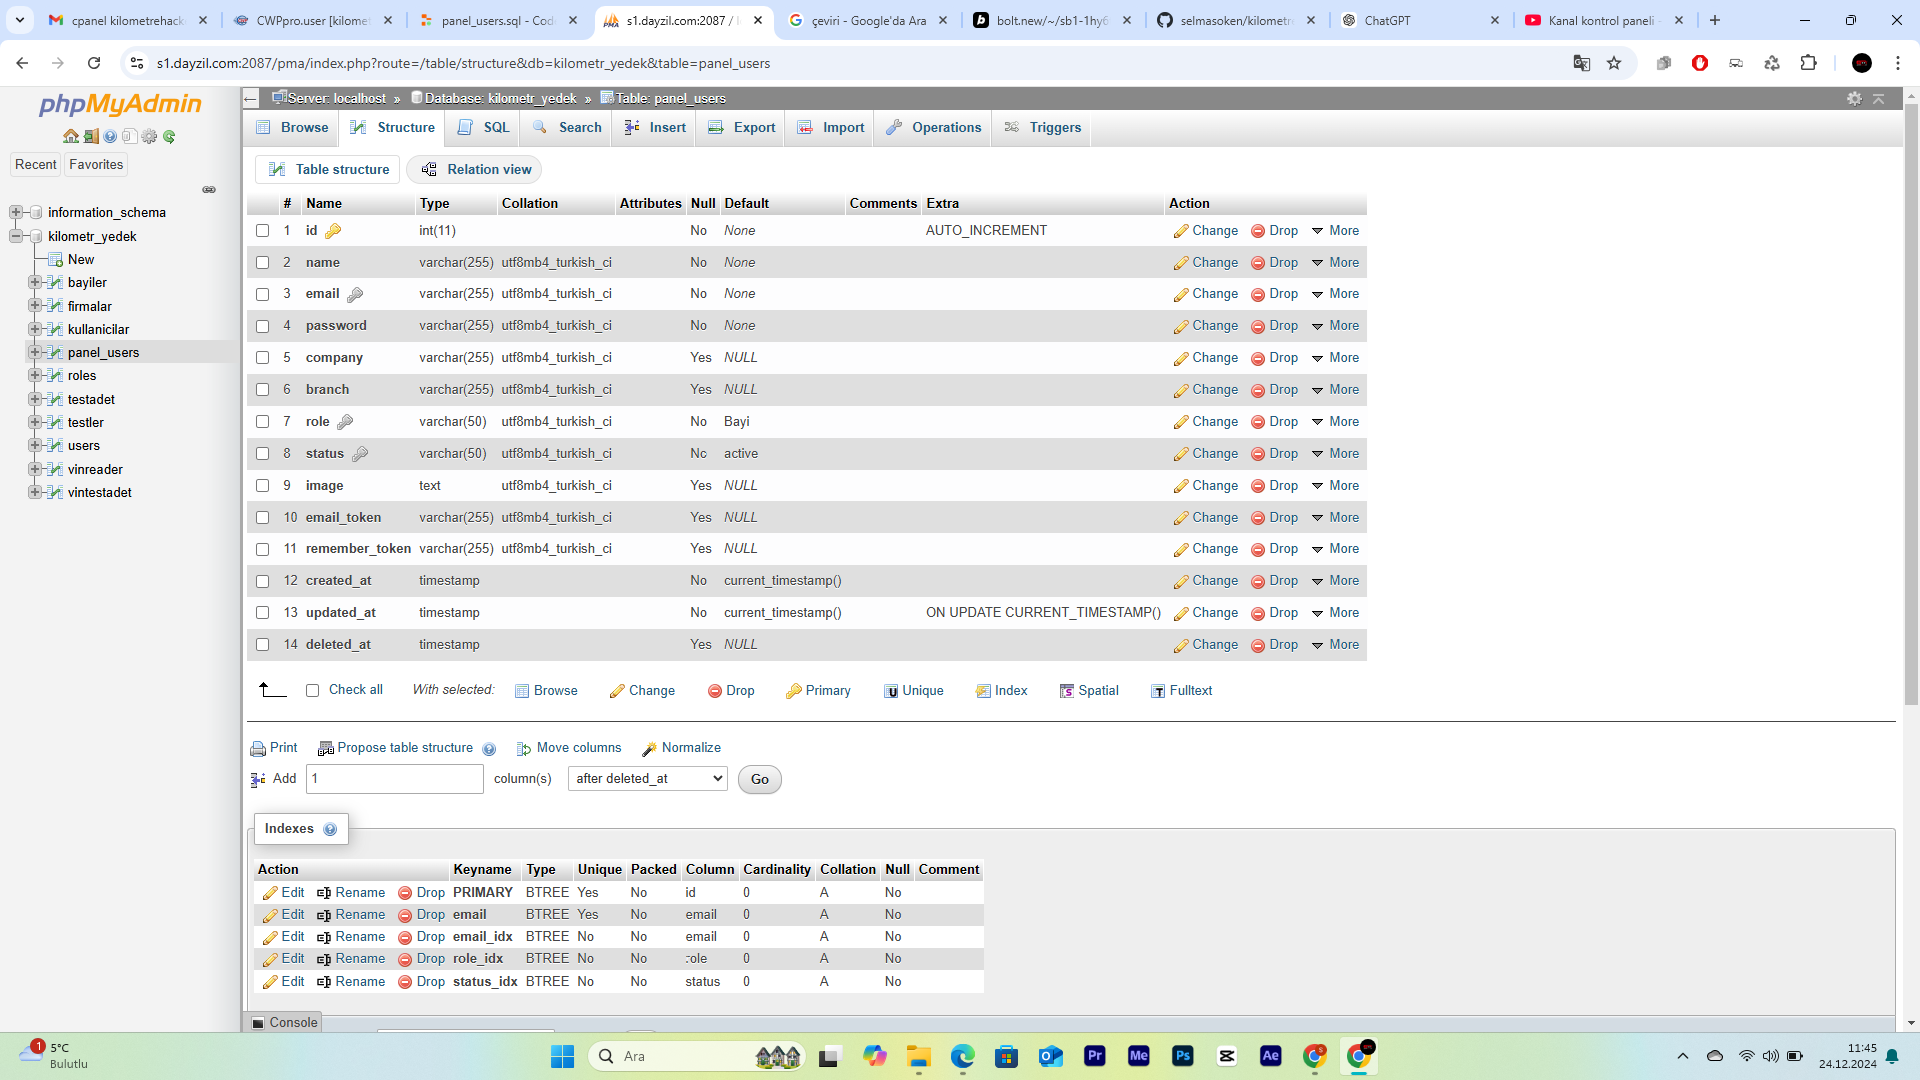 cpanel kilometrehack
CWPpro.user [kilomet
panel_users.sql - Code
s1.dayzil.com:2087 / l
çeviri - Google'da Ara
bolt.new/~/sb1-1hy6
selmasoken/kilometre
ChatGPT
Kanal kontrol paneli -
s1.dayzil.com:2087/pma/index.php?route=/table/structure&db=kilometr_yedek&table=panel_users
phpMyAdmin
Recent Favorites
information_schema
kilometr_yedek
New
bayiler
firmalar
kullanicilar
panel_users
roles
testadet
testler
users
vinreader
vintestadet
Server: localhost » Database: kilometr_yedek » Table: panel_users
Browse Structure SQL Search Insert Export Import Operations Triggers
Table structure Relation view
# Name Type Collation Attributes Null Default Comments Extra Action
1 id int(11) No None AUTO_INCREMENT Change Drop More
2 name varchar(255) utf8mb4_turkish_ci No None Change Drop More
3 email varchar(255) utf8mb4_turkish_ci No None Change Drop More
4 password varchar(255) utf8mb4_turkish_ci No None Change Drop More
5 company varchar(255) utf8mb4_turkish_ci Yes NULL Change Drop More
6 branch varchar(255) utf8mb4_turkish_ci Yes NULL Change Drop More
7 role varchar(50) utf8mb4_turkish_ci No Bayi Change Drop More
8 status varchar(50) utf8mb4_turkish_ci No active Change Drop More
9 image text utf8mb4_turkish_ci Yes NULL Change Drop More
10 email_token varchar(255) utf8mb4_turkish_ci Yes NULL Change Drop More
11 remember_token varchar(255) utf8mb4_turkish_ci Yes NULL Change Drop More
12 created_at timestamp No current_timestamp() Change Drop More
13 updated_at timestamp No current_timestamp() ON UPDATE CURRENT_TIMESTAMP() Change Drop More
14 deleted_at timestamp Yes NULL Change Drop More
Check all With selected: Browse Change Drop Primary Unique Index Spatial Fulltext
Print Propose table structure Move columns Normalize
Add 1 column(s) after deleted_at Go
Indexes
Action Keyname Type Unique Packed Column Cardinality Collation Null Comment
Edit Rename Drop PRIMARY BTREE Yes No id 0 A No
Edit Rename Drop email BTREE Yes No email 0 A No
Edit Rename Drop email_idx BTREE No No email 0 A No
Edit Rename Drop role_idx BTREE No No role 0 A No
Edit Rename Drop status_idx BTREE No No status 0 A No
Console
1
5°C
Bulutlu
Ara
Pr
Me
Ps
Ae
11:45
24.12.2024